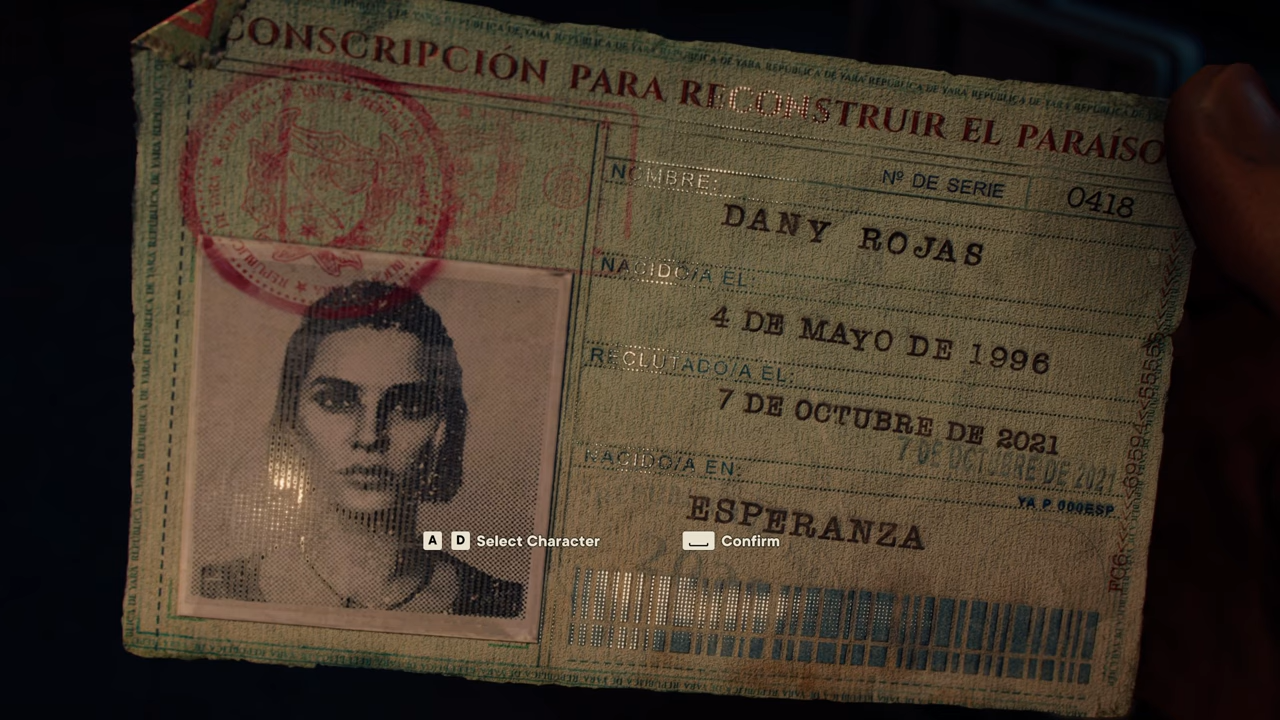 CONSCRIPCIÓN PARA RECONSTRUIR EL PARAÍSO
NOMBRE:
Nº DE SERIE
0418
DANY ROJAS
NACIDO/A EL:
4 DE MAYO DE 1996
RECLUTADO/A EL:
7 DE OCTUBRE DE 2021
7 DE OCTUBRE DE 2021
NACIDO/A EN:
YA P 000ESP
ESPERANZA
A D Select Character
Confirm